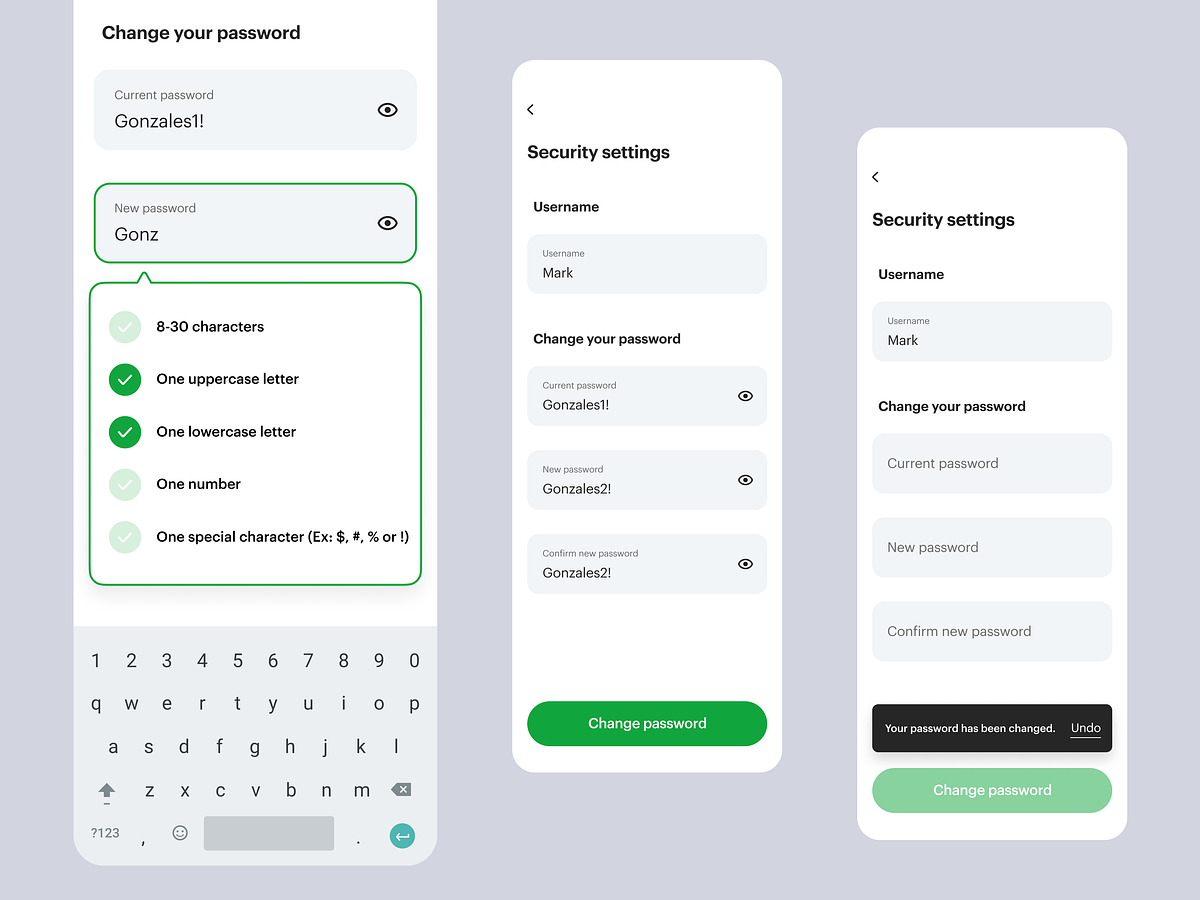 Change your password
Current password
Gonzales1!
New password
Gonz
8-30 characters
One uppercase letter
One lowercase letter
One number
One special character (Ex: $, #, % or !)
1 2 3 4 5 6 7 8 9 0
q w e r t y u i o p
a s d f g h j k l
z x c v b n m
?123 , .
Security settings
Username
Username
Mark
Change your password
Current password
Gonzales1!
New password
Gonzales2!
Confirm new password
Gonzales2!
Change password
Security settings
Username
Username
Mark
Change your password
Current password
New password
Confirm new password
Your password has been changed. Undo
Change password